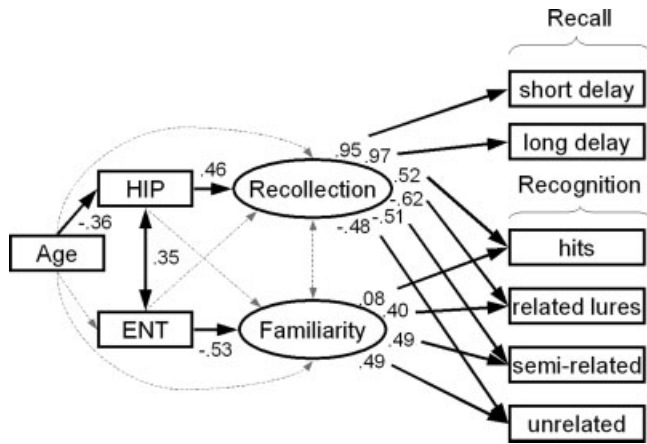 Recall
short delay
long delay
.95
.97
.46
HIP
Recollection
.52
-.62
-.51
-.48
Recognition
-.36
Age
.35
hits
.08
.40
related lures
ENT
Familiarity
-.53
.49
.49
semi-related
unrelated